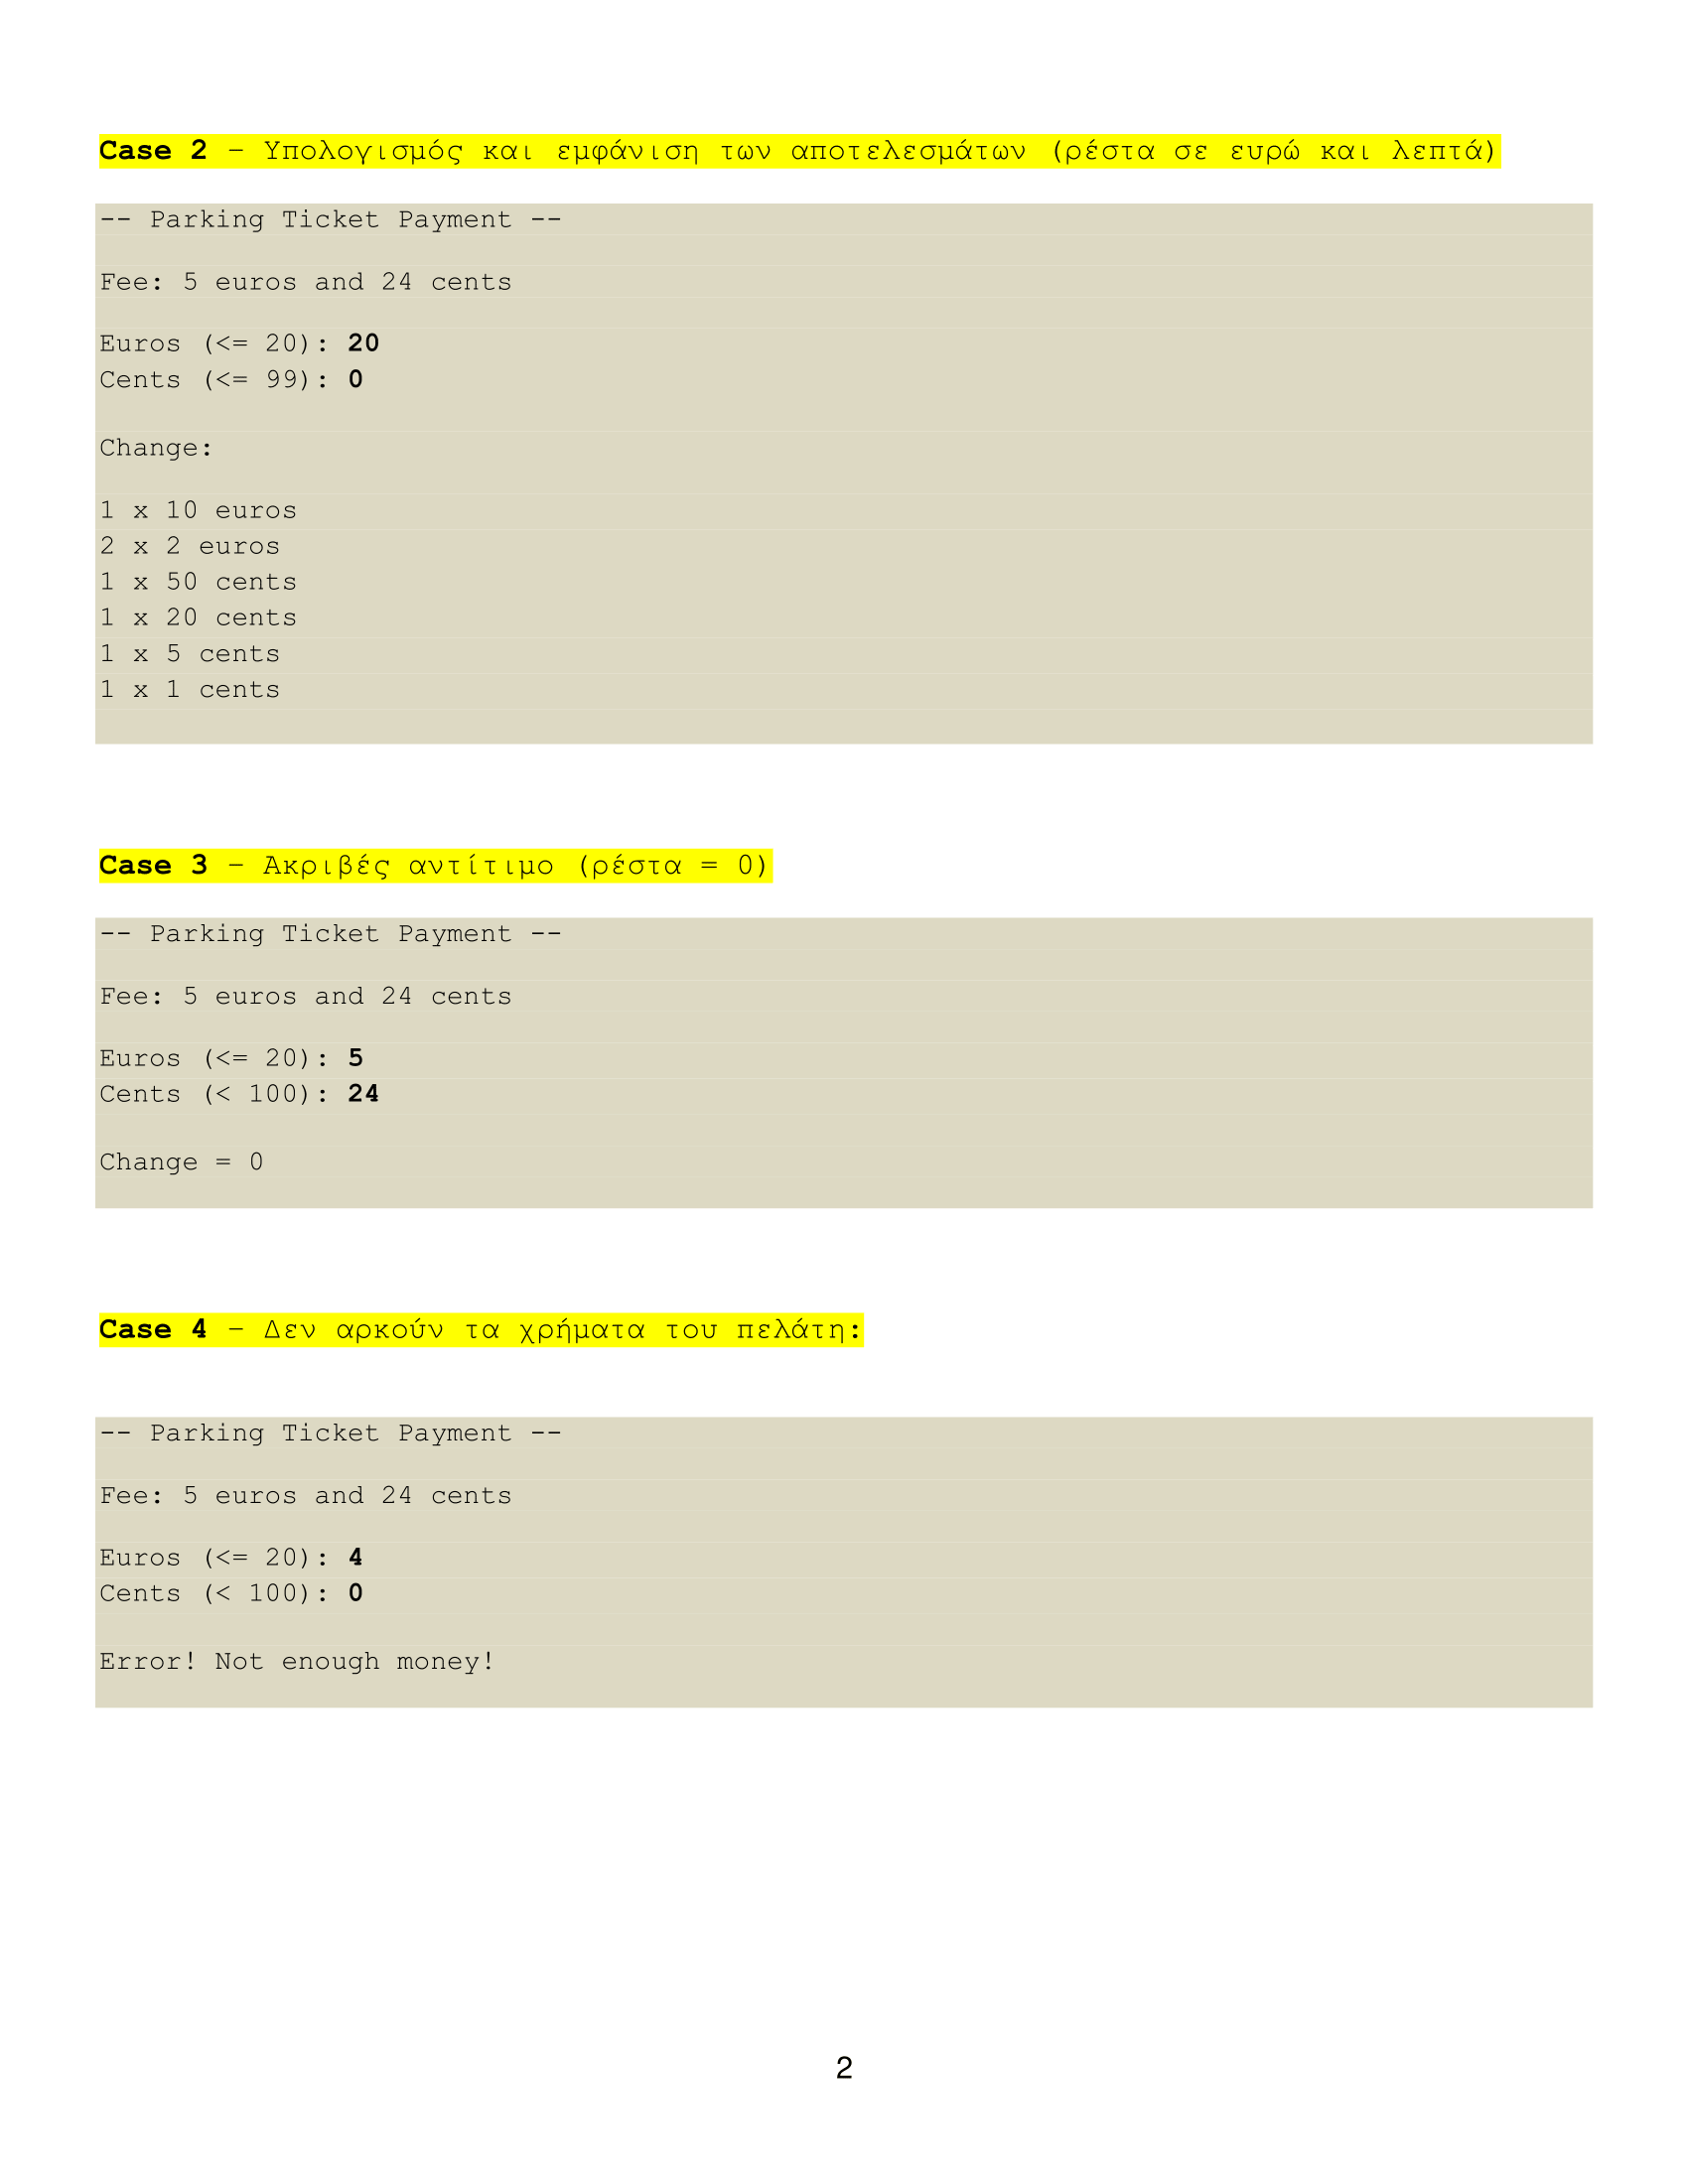 Case 2 – Υπολογισμός και εμφάνιση των αποτελεσμάτων (ρέστα σε ευρώ και λεπτά)
-- Parking Ticket Payment --
Fee: 5 euros and 24 cents
Euros (<= 20): 20
Cents (<= 99): 0
Change:
1 x 10 euros
2 x 2 euros
1 x 50 cents
1 x 20 cents
1 x 5 cents
1 x 1 cents
Case 3 – Ακριβές αντίτιμο (ρέστα = 0)
-- Parking Ticket Payment --
Fee: 5 euros and 24 cents
Euros (<= 20): 5
Cents (< 100): 24
Change = 0
Case 4 – Δεν αρκούν τα χρήματα του πελάτη:
-- Parking Ticket Payment --
Fee: 5 euros and 24 cents
Euros (<= 20): 4
Cents (< 100): 0
Error! Not enough money!
2